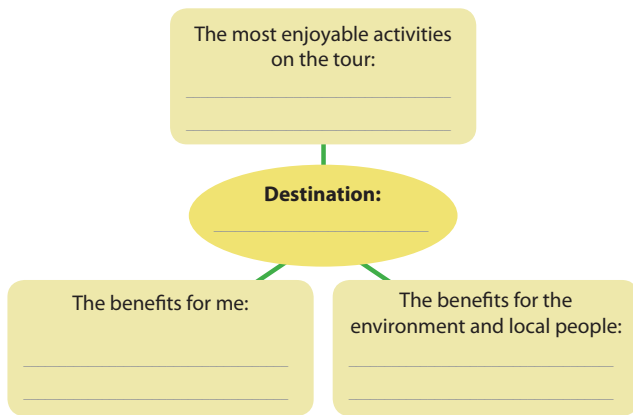 The most enjoyable activities
on the tour:
Destination:
The benefits for me:
The benefits for the
environment and local people: